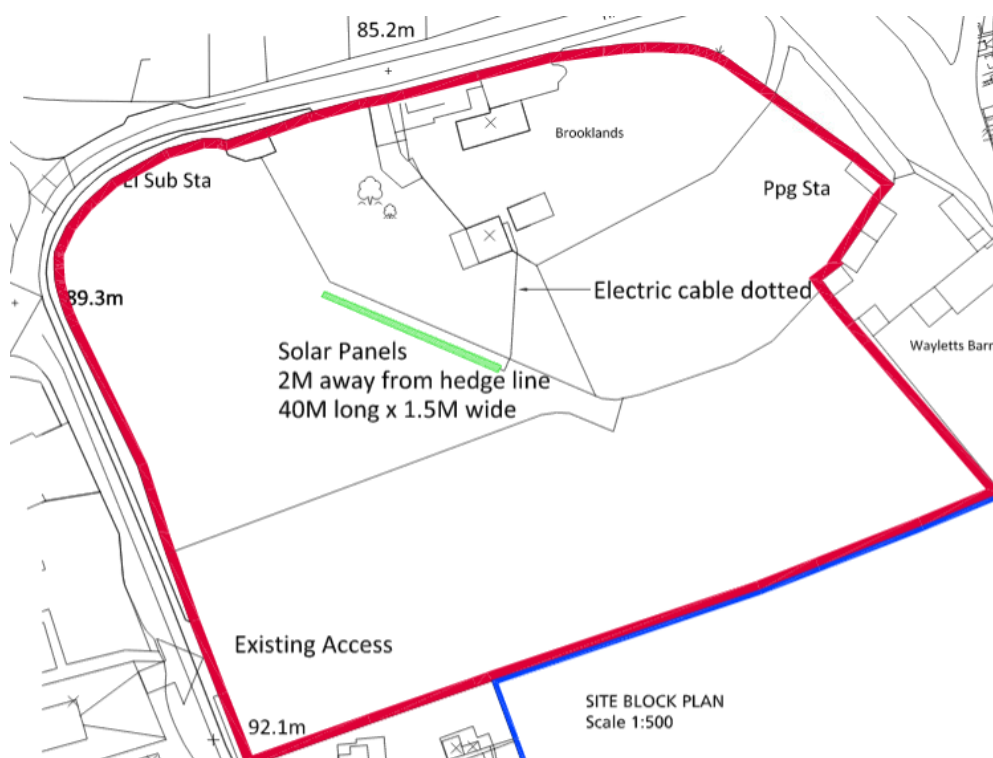 85.2m
Brooklands
El Sub Sta
Ppg Sta
89.3m
Electric cable dotted
Wayletts Barn
Solar Panels
2M away from hedge line
40M long x 1.5M wide
Existing Access
SITE BLOCK PLAN
Scale 1:500
92.1m